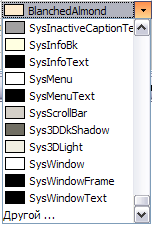 BlanchedAlmond
SysInactiveCaptionTe
SysInfoBk
SysInfoText
SysMenu
SysMenuText
SysScrollBar
Sys3DDkShadow
Sys3DLight
SysWindow
SysWindowFrame
SysWindowText
Другой ...